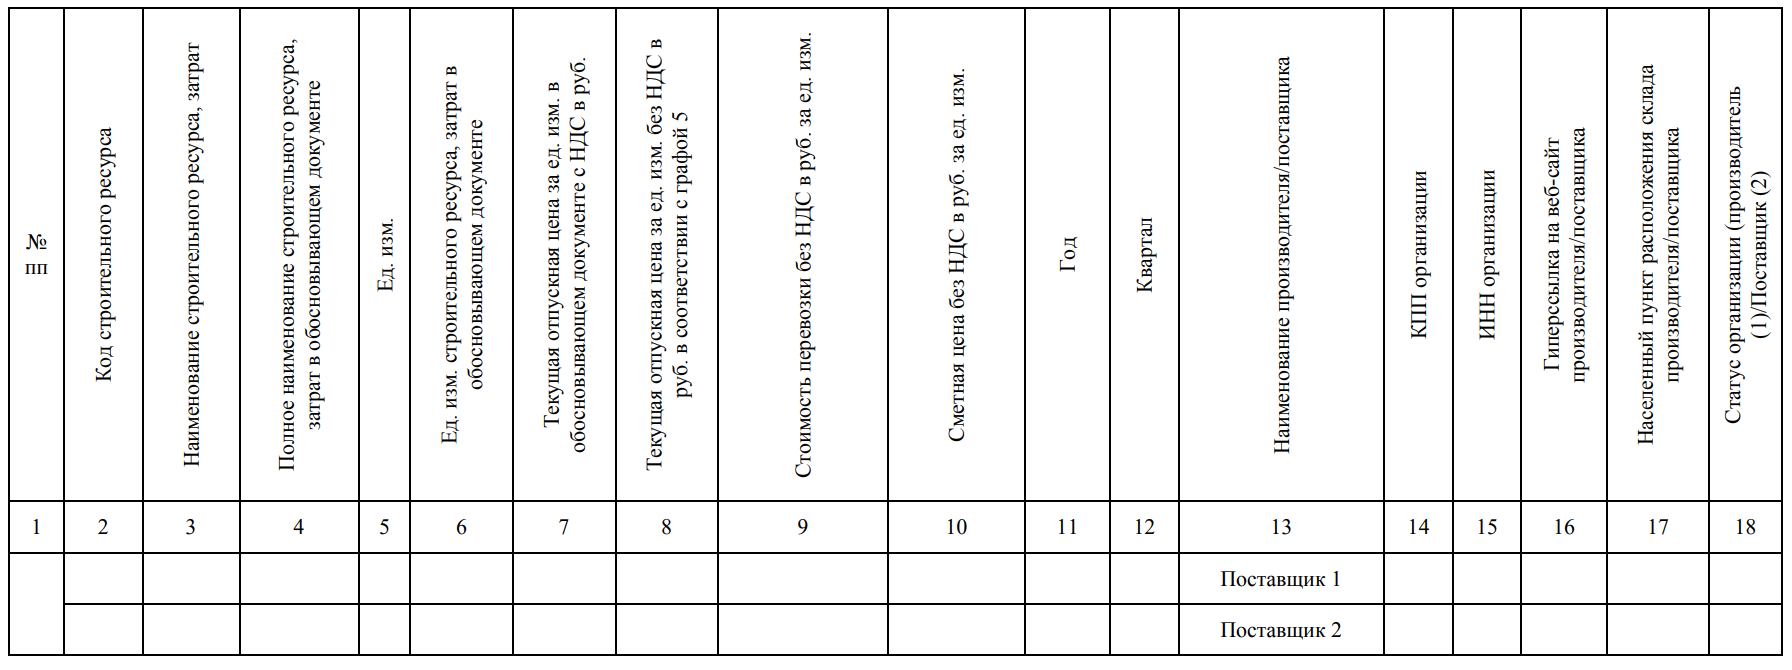 №
пп
Код строительного ресурса
Наименование строительного ресурса, затрат
Полное наименование строительного ресурса,
затрат в обосновывающем документе
Ед. изм.
Ед. изм. строительного ресурса, затрат в
обосновывающем документе
Текущая отпускная цена за ед. изм. в
обосновывающем документе с НДС в руб.
Текущая отпускная цена за ед. изм. без НДС в
руб. в соответствии с графой 5
Стоимость перевозки без НДС в руб. за ед. изм.
Сметная цена без НДС в руб. за ед. изм.
Год
Квартал
Наименование производителя/поставщика
КПП организации
ИНН организации
Гиперссылка на веб-сайт
производителя/поставщика
Населенный пункт расположения склада
производителя/поставщика
Статус организации (производитель
(1)/Поставщик (2)
1 2 3 4 5 6 7 8 9 10 11 12 13 14 15 16 17 18
Поставщик 1
Поставщик 2